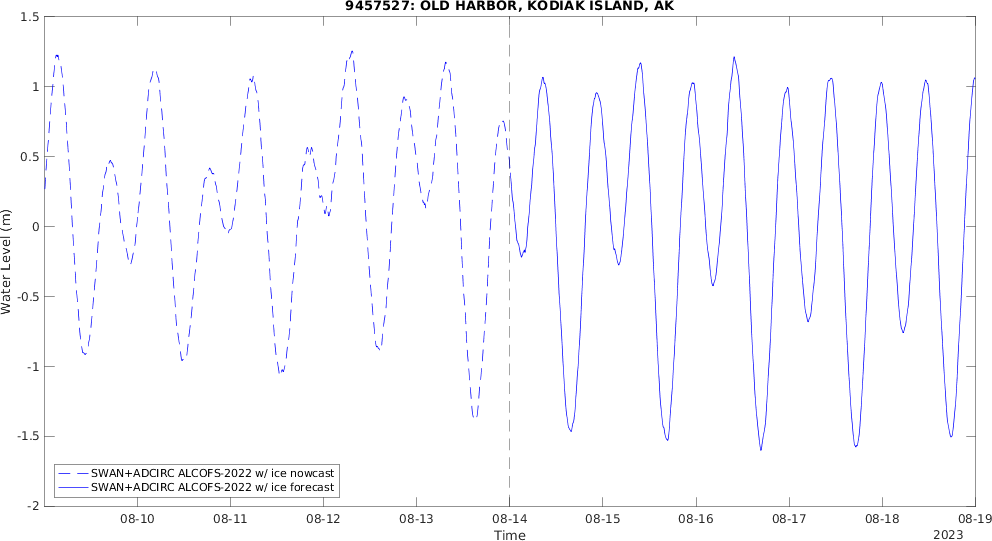 9457527: OLD HARBOR, KODIAK ISLAND, AK
1.5
1
0.5
0
-0.5
-1
-1.5
-2
Water Level (m)
SWAN+ADCIRC ALCOFS-2022 w/ ice nowcast
SWAN+ADCIRC ALCOFS-2022 w/ ice forecast
08-10 08-11 08-12 08-13 08-14 08-15 08-16 08-17 08-18 08-19
Time
2023